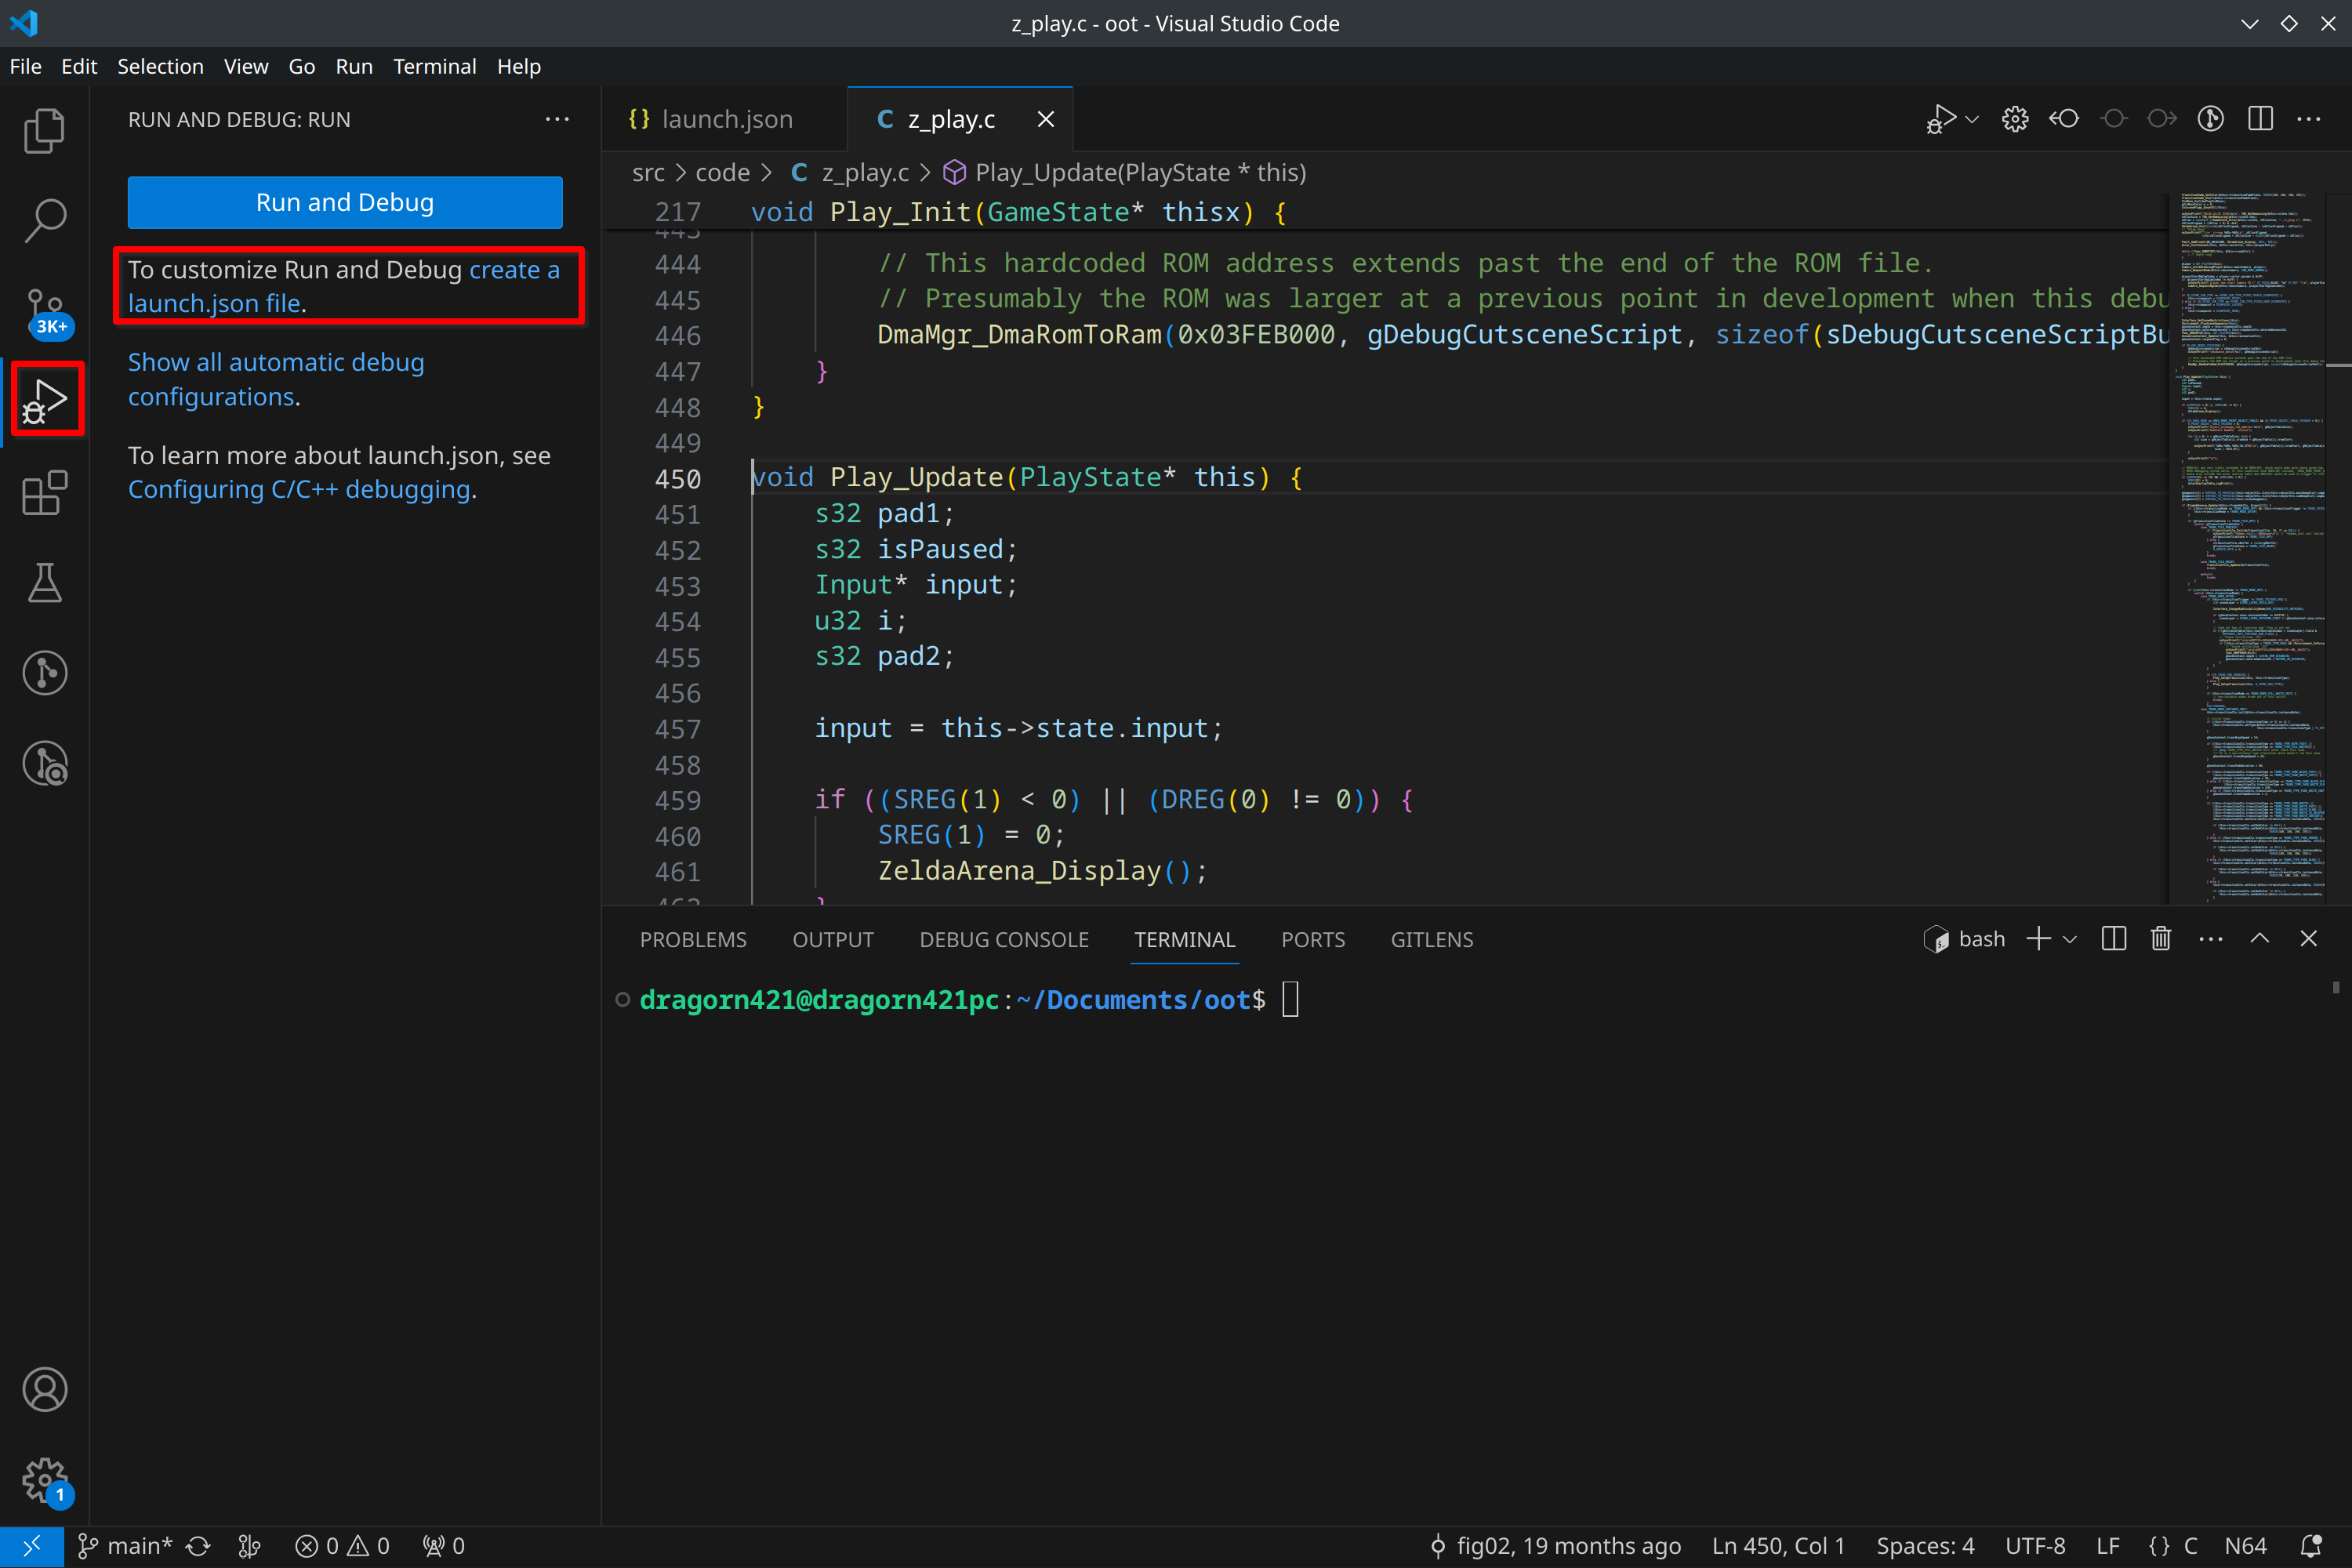 z_play.c - oot - Visual Studio Code
File Edit Selection View Go Run Terminal Help
RUN AND DEBUG: RUN
Run and Debug
To customize Run and Debug create a
launch.json file.
Show all automatic debug
configurations.
To learn more about launch.json, see
Configuring C/C++ debugging.
3K+
1
{} launch.json
C z_play.c
src > code > C z_play.c > Play_Update(PlayState * this)
217 void Play_Init(GameState* thisx) {
443
444 // This hardcoded ROM address extends past the end of the ROM file.
445 // Presumably the ROM was larger at a previous point in development when this debu
446 DmaMgr_DmaRomToRam(0x03FEB000, gDebugCutsceneScript, sizeof(sDebugCutsceneScriptBu
447 }
448 }
449
450 void Play_Update(PlayState* this) {
451 s32 pad1;
452 s32 isPaused;
453 Input* input;
454 u32 i;
455 s32 pad2;
456
457 input = this->state.input;
458
459 if ((SREG(1) < 0) || (DREG(0) != 0)) {
460 SREG(1) = 0;
461 ZeldaArena_Display();
462 }
PROBLEMS OUTPUT DEBUG CONSOLE TERMINAL PORTS GITLENS
bash
dragorn421@dragorn421pc:~/Documents/oot$
main* 0 0 0 fig02, 19 months ago Ln 450, Col 1 Spaces: 4 UTF-8 LF {} C N64